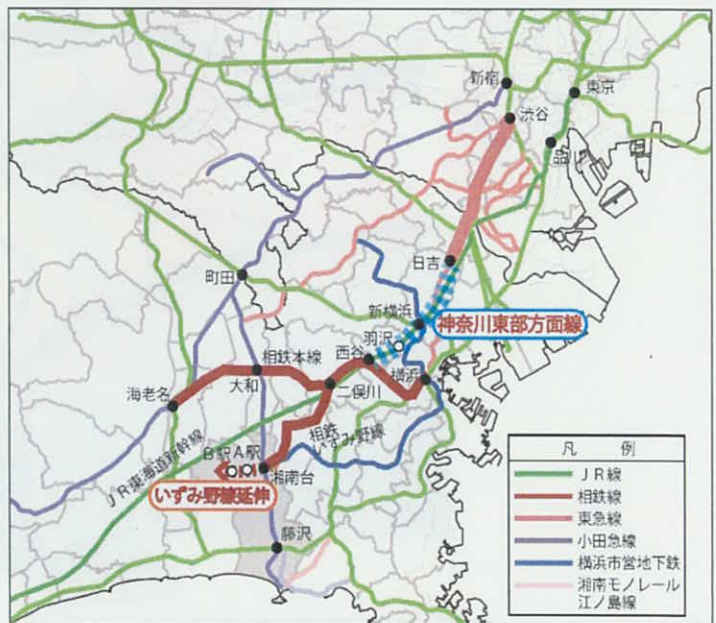 新宿
東京
渋谷
品川
日吉
町田
新横浜
神奈川東部方面線
羽沢
西谷
相鉄本線
横浜
大和
二俣川
海老名
相鉄
いずみ野線
JR東海道新幹線
B駅A駅
湘南台
いずみ野線延伸
藤沢
凡 例
JR線
相鉄線
東急線
小田急線
横浜市営地下鉄
湘南モノレール
江ノ島線